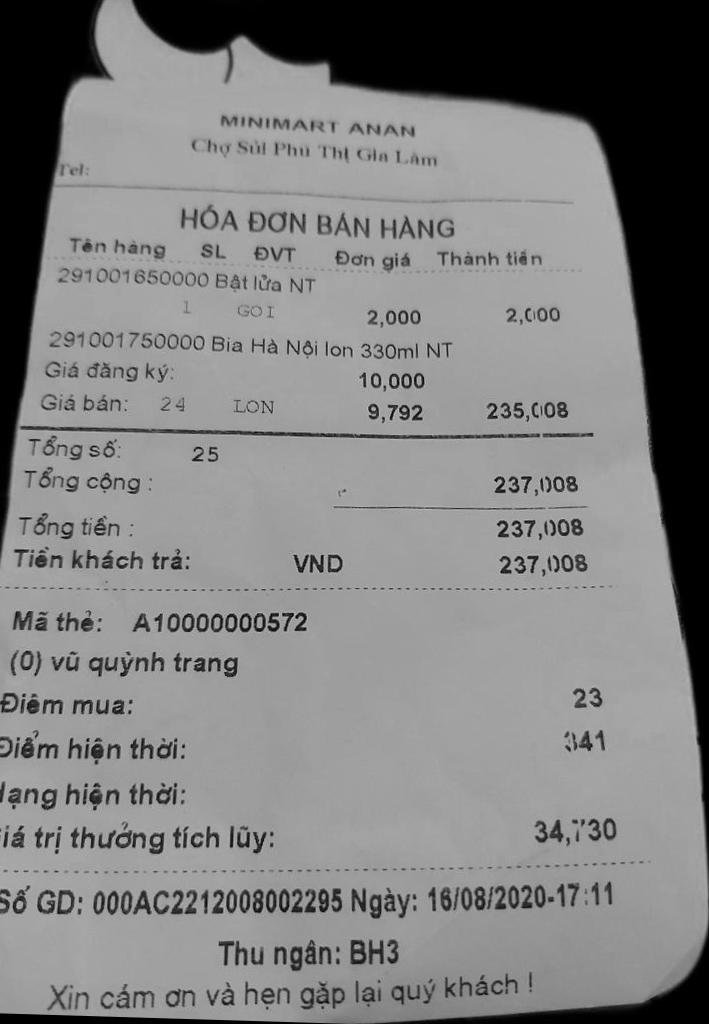 MINIMART ANAN
Chợ Sủi Phú Thị Gia Lâm
Tel:
HÓA ĐƠN BÁN HÀNG
Tên hàng SL ĐVT Đơn giá Thành tiền
291001650000 Bật lửa NT
1 GOI 2,000 2,000
291001750000 Bia Hà Nội lon 330ml NT
Giá đăng ký: 10,000
Giá bán: 24 LON 9,792 235,008
Tổng số: 25
Tổng cộng : 237,008
Tổng tiền : 237,008
Tiền khách trả: VND 237,008
Mã thẻ: A10000000572
(0) vũ quỳnh trang
Điểm mua: 23
Điểm hiện thời: 341
Hạng hiện thời:
Giá trị thưởng tích lũy: 34,730
Số GD: 000AC2212008002295 Ngày: 16/08/2020-17:11
Thu ngân: BH3
Xin cám ơn và hẹn gặp lại quý khách !